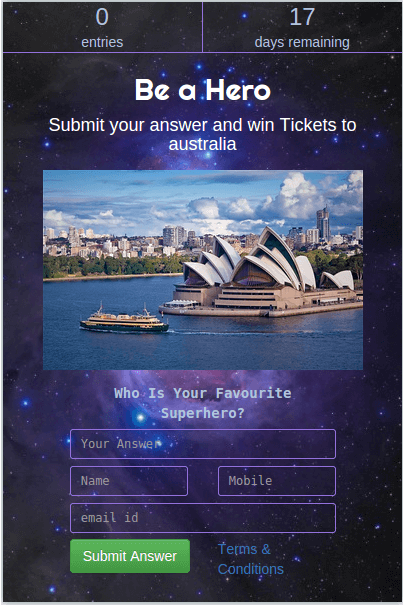 0 17
entries days remaining
Be a Hero
Submit your answer and win Tickets to
australia
Who Is Your Favourite
Superhero?
Your Answer
Name Mobile
email id
Submit Answer Terms &
Conditions